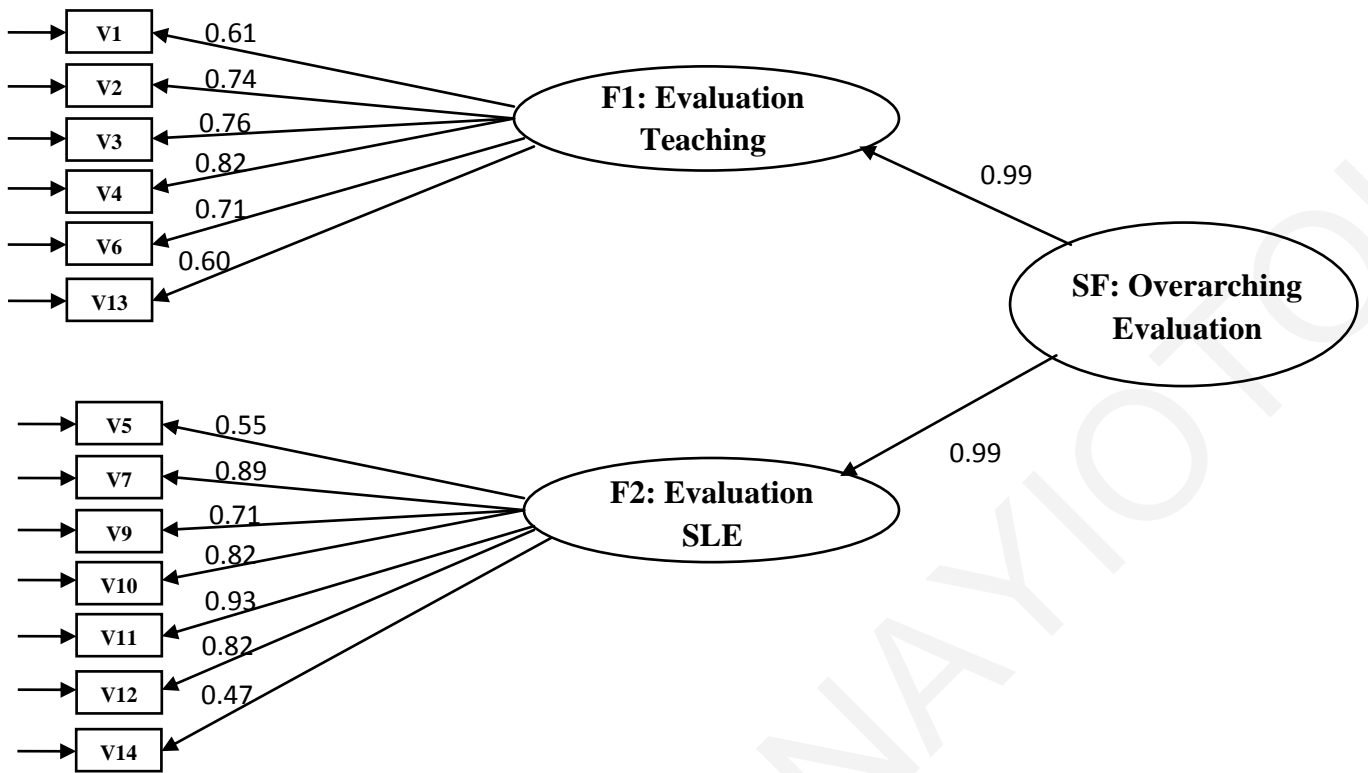 V1
0.61
V2
0.74
V3
0.76
V4
0.82
V6
0.71
V13
0.60
F1: Evaluation
Teaching
0.99
SF: Overarching
Evaluation
0.99
V5
0.55
V7
0.89
V9
0.71
V10
0.82
V11
0.93
V12
0.82
V14
0.47
F2: Evaluation
SLE